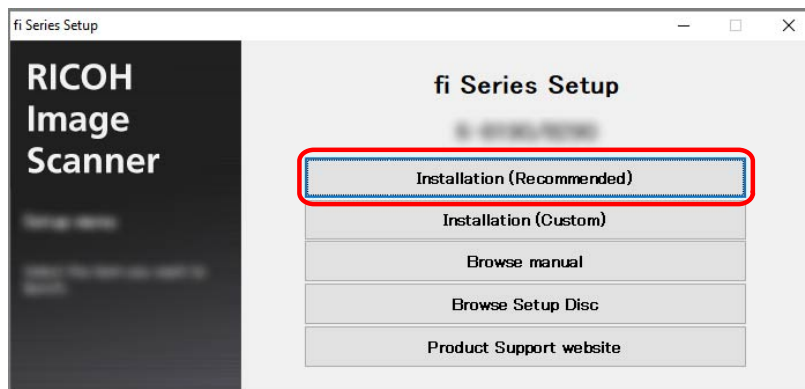 fi Series Setup
RICOH
Image
Scanner
fi Series Setup
Installation (Recommended)
Installation (Custom)
Browse manual
Browse Setup Disc
Product Support website